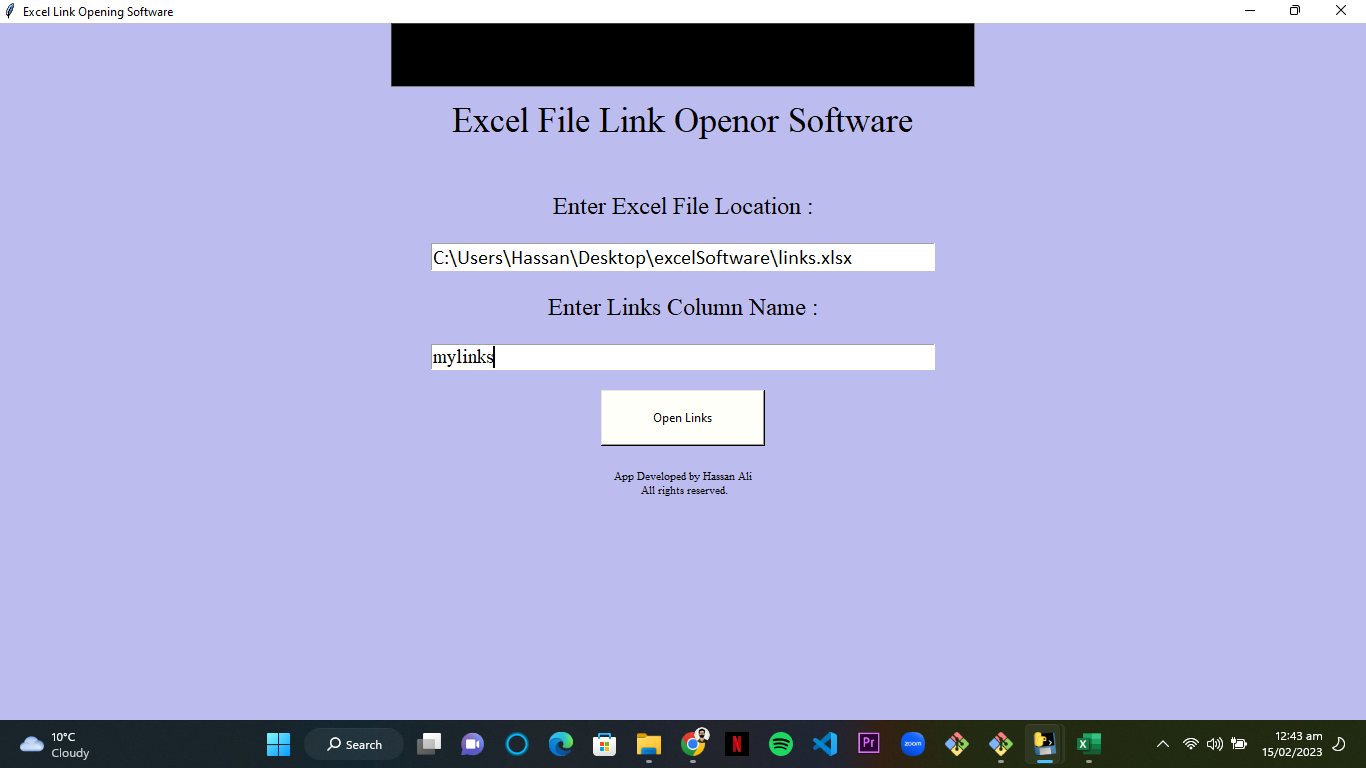 Excel Link Opening Software
Excel File Link Openor Software
Enter Excel File Location :
C:\Users\Hassan\Desktop\excelSoftware\links.xlsx
Enter Links Column Name :
mylinks
Open Links
App Developed by Hassan Ali
All rights reserved.
10°C
Cloudy
Search
N
Pr
zoom
X
12:43 am
15/02/2023